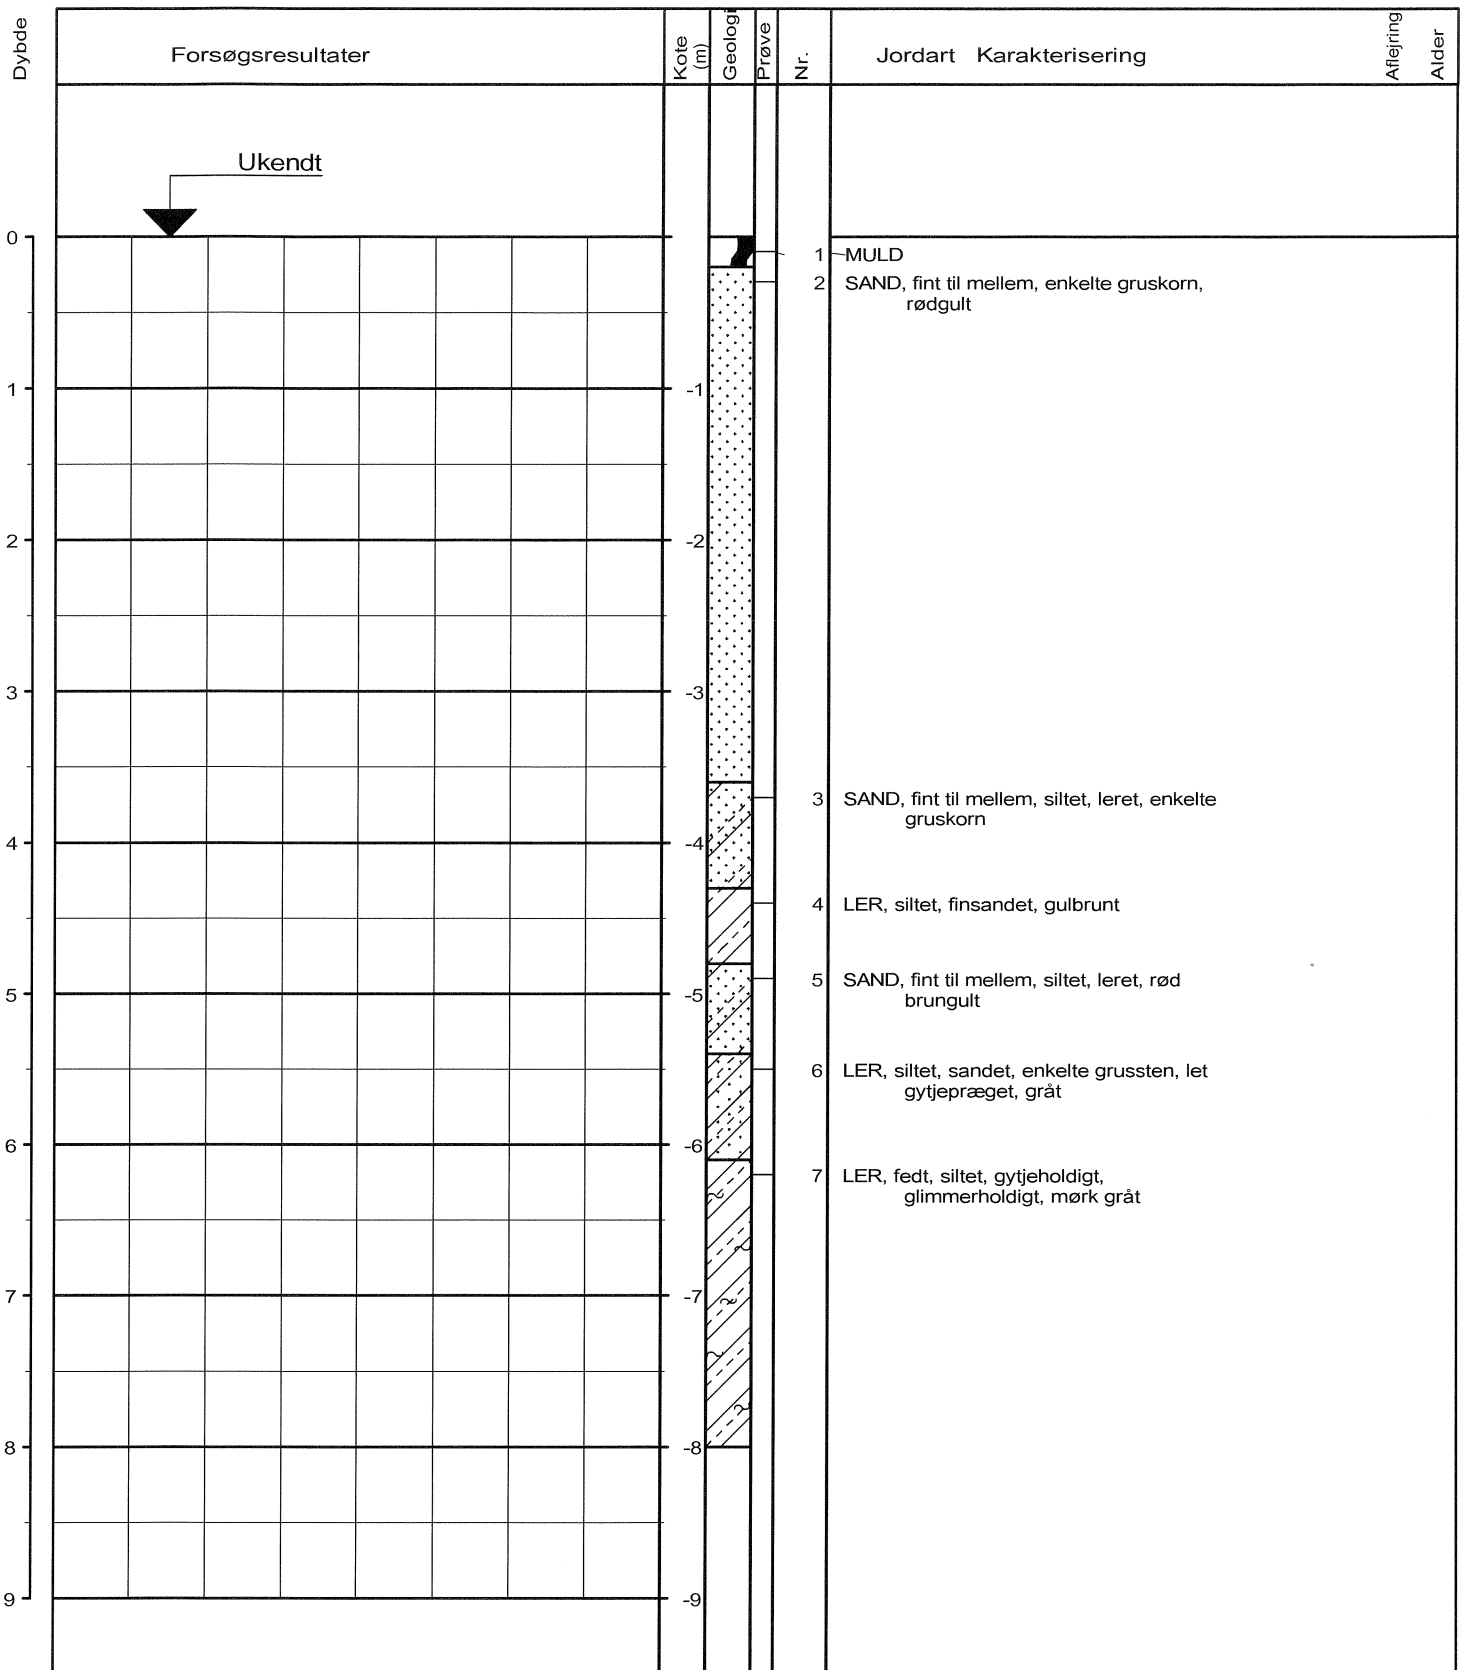 Dybde
Forsøgsresultater
Kote
(m)
Geologi
Prøve
Nr.
Jordart Karakterisering
Aflejring
Alder
Ukendt
0
1 MULD
2 SAND, fint til mellem, enkelte gruskorn,
rødgult
1 -1
2 -2
3 -3
3 SAND, fint til mellem, siltet, leret, enkelte
gruskorn
4 -4
4 LER, siltet, finsandet, gulbrunt
5 SAND, fint til mellem, siltet, leret, rød
brungult
5 -5
6 LER, siltet, sandet, enkelte grussten, let
gytjepræget, gråt
6 -6
7 LER, fedt, siltet, gytjeholdigt,
glimmerholdigt, mørk gråt
7 -7
8 -8
9 -9